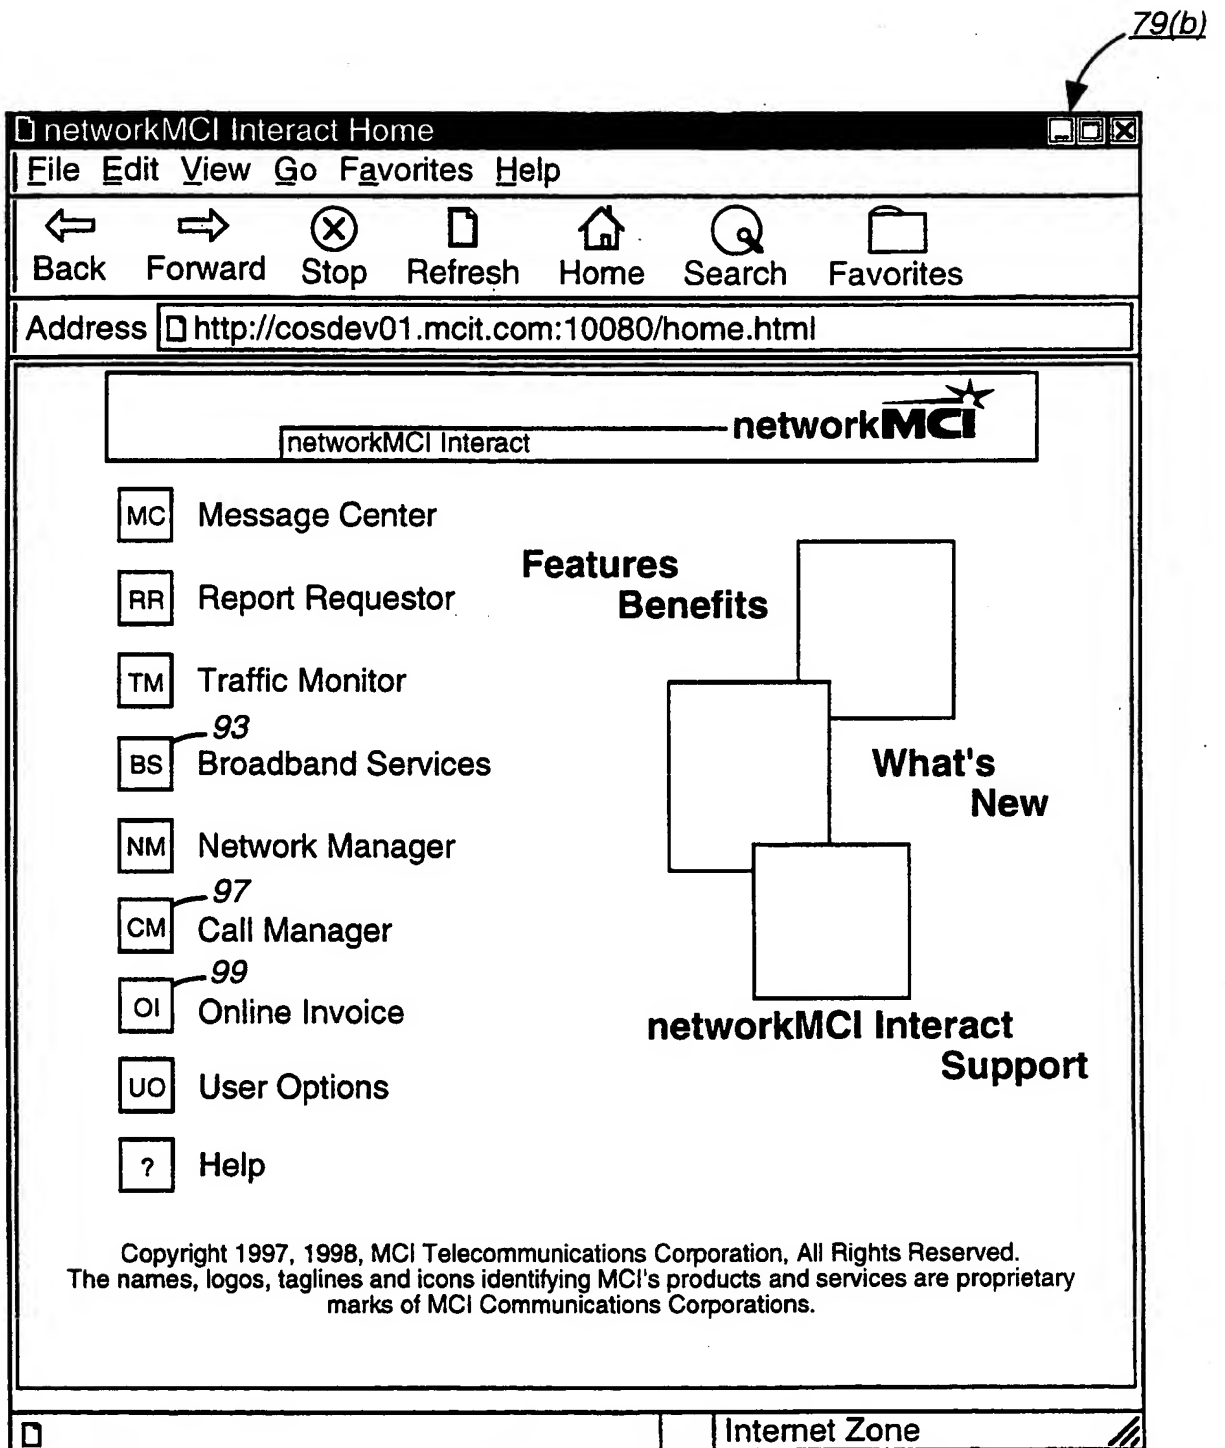 79(b)
networkMCI Interact Home
File Edit View Go Favorites Help
Back Forward Stop Refresh Home Search Favorites
Address http://cosdev01.mcit.com:10080/home.html
networkMCI
networkMCI Interact
MC Message Center
Features
Benefits
RR Report Requestor
TM Traffic Monitor
93
BS Broadband Services
What's
New
NM Network Manager
97
CM Call Manager
99
OI Online Invoice
networkMCI Interact
Support
UO User Options
? Help
Copyright 1997, 1998, MCI Telecommunications Corporation, All Rights Reserved.
The names, logos, taglines and icons identifying MCI's products and services are proprietary
marks of MCI Communications Corporations.
Internet Zone